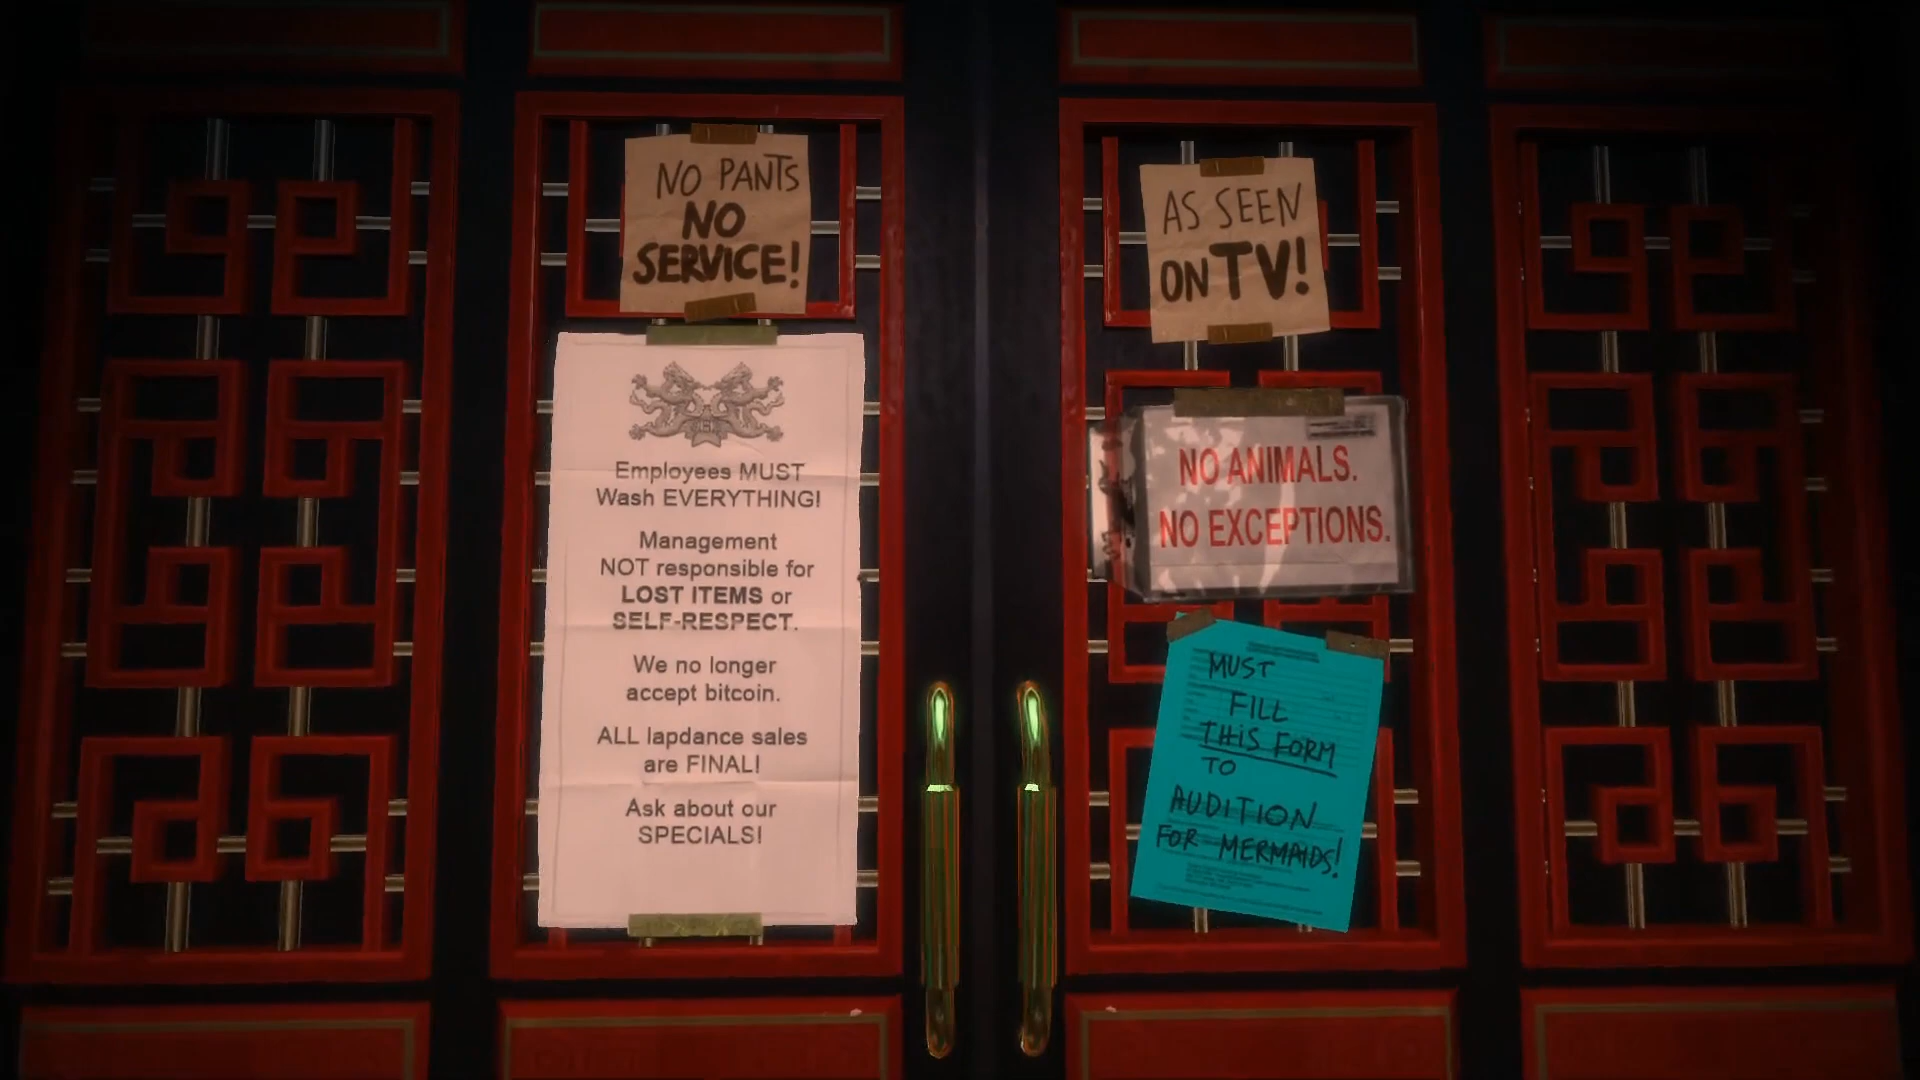 NO PANTS
NO
SERVICE!
Employees MUST
Wash EVERYTHING!
Management
NOT responsible for
LOST ITEMS or
SELF-RESPECT.
We no longer
accept bitcoin.
ALL lapdance sales
are FINAL!
Ask about our
SPECIALS!
AS SEEN
ON TV!
NO ANIMALS.
NO EXCEPTIONS.
MUST
FILL
THIS FORM
TO
AUDITION
FOR MERMAIDS!